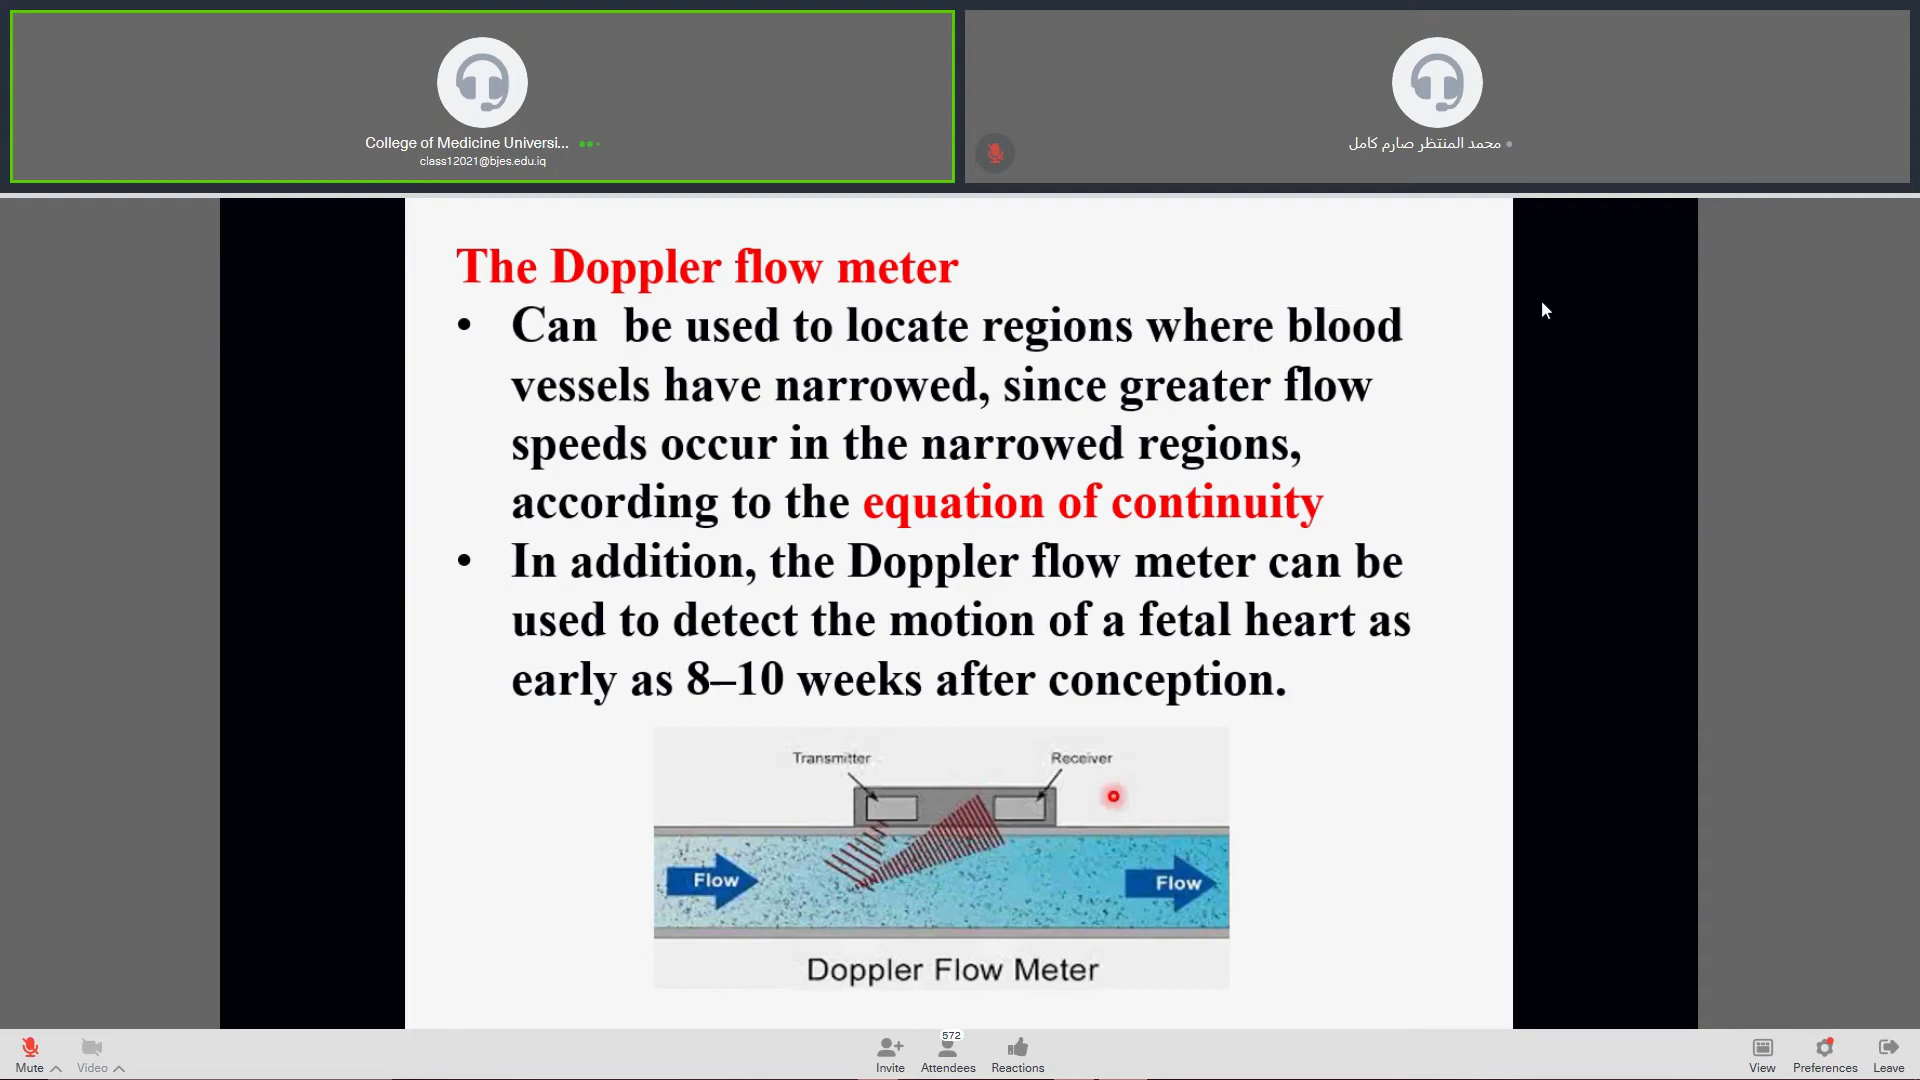 College of Medicine Universi...
class12021@bjes.edu.iq
محمد المنتظر صارم كامل
The Doppler flow meter
• Can be used to locate regions where blood
vessels have narrowed, since greater flow
speeds occur in the narrowed regions,
according to the equation of continuity
• In addition, the Doppler flow meter can be
used to detect the motion of a fetal heart as
early as 8–10 weeks after conception.
Transmitter
Receiver
Flow
Flow
Doppler Flow Meter
Mute
Video
Invite
572
Attendees
Reactions
View
Preferences
Leave